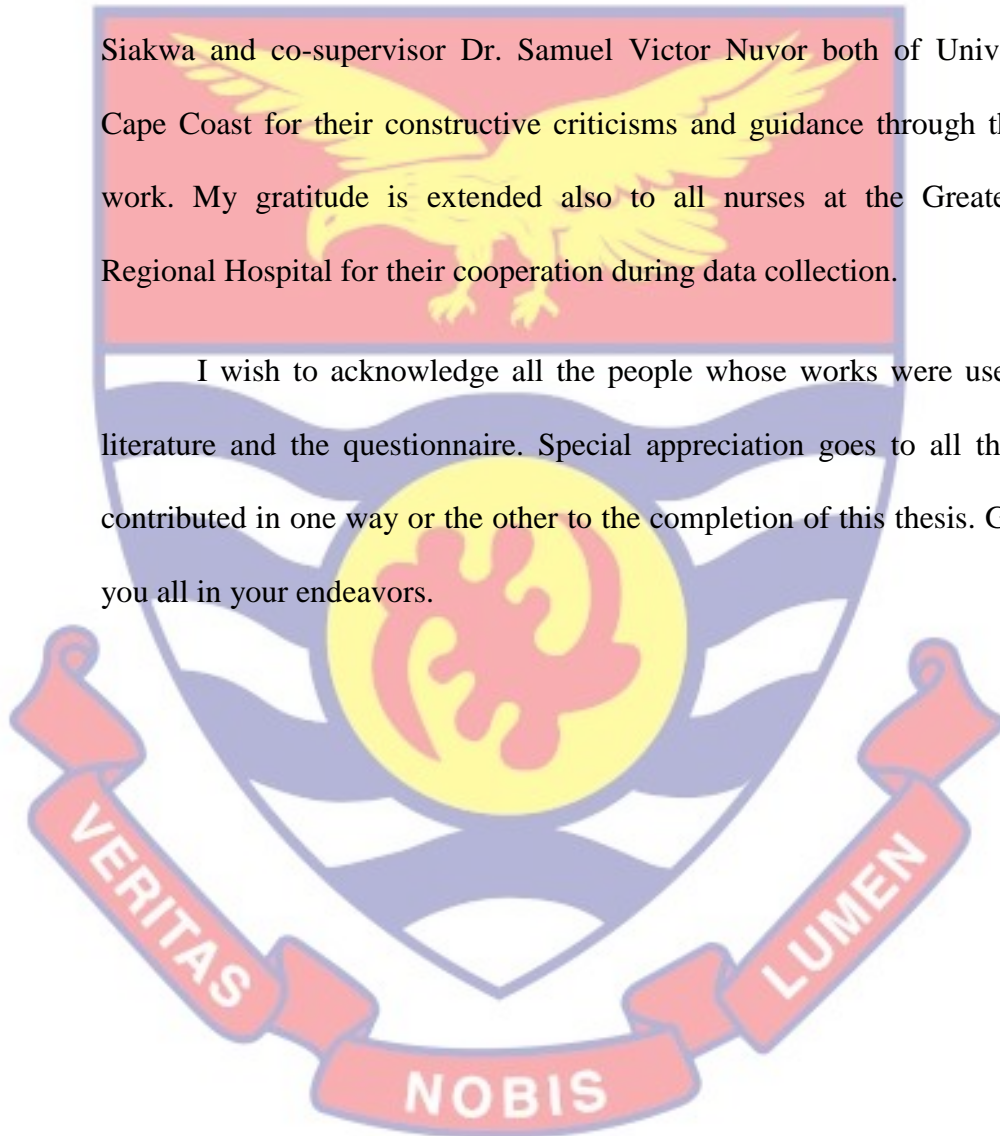 Siakwa and co-supervisor Dr. Samuel Victor Nuvor both of Univ
Cape Coast for their constructive criticisms and guidance through th
work. My gratitude is extended also to all nurses at the Greate
Regional Hospital for their cooperation during data collection.
I wish to acknowledge all the people whose works were use
literature and the questionnaire. Special appreciation goes to all th
contributed in one way or the other to the completion of this thesis. G
you all in your endeavors.
VERITAS
NOBIS
LUMEN